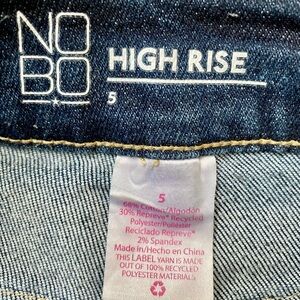 NO
BO
HIGH RISE
5
5
68% Cotton/Algodón
30% Repreve® Recycled
Polyester/Poliéster
Reciclado Repreve®
2% Spandex
Made in/Hecho en China
THIS LABEL YARN IS MADE
OUT OF 100% RECYCLED
POLYESTER MATERIALS.